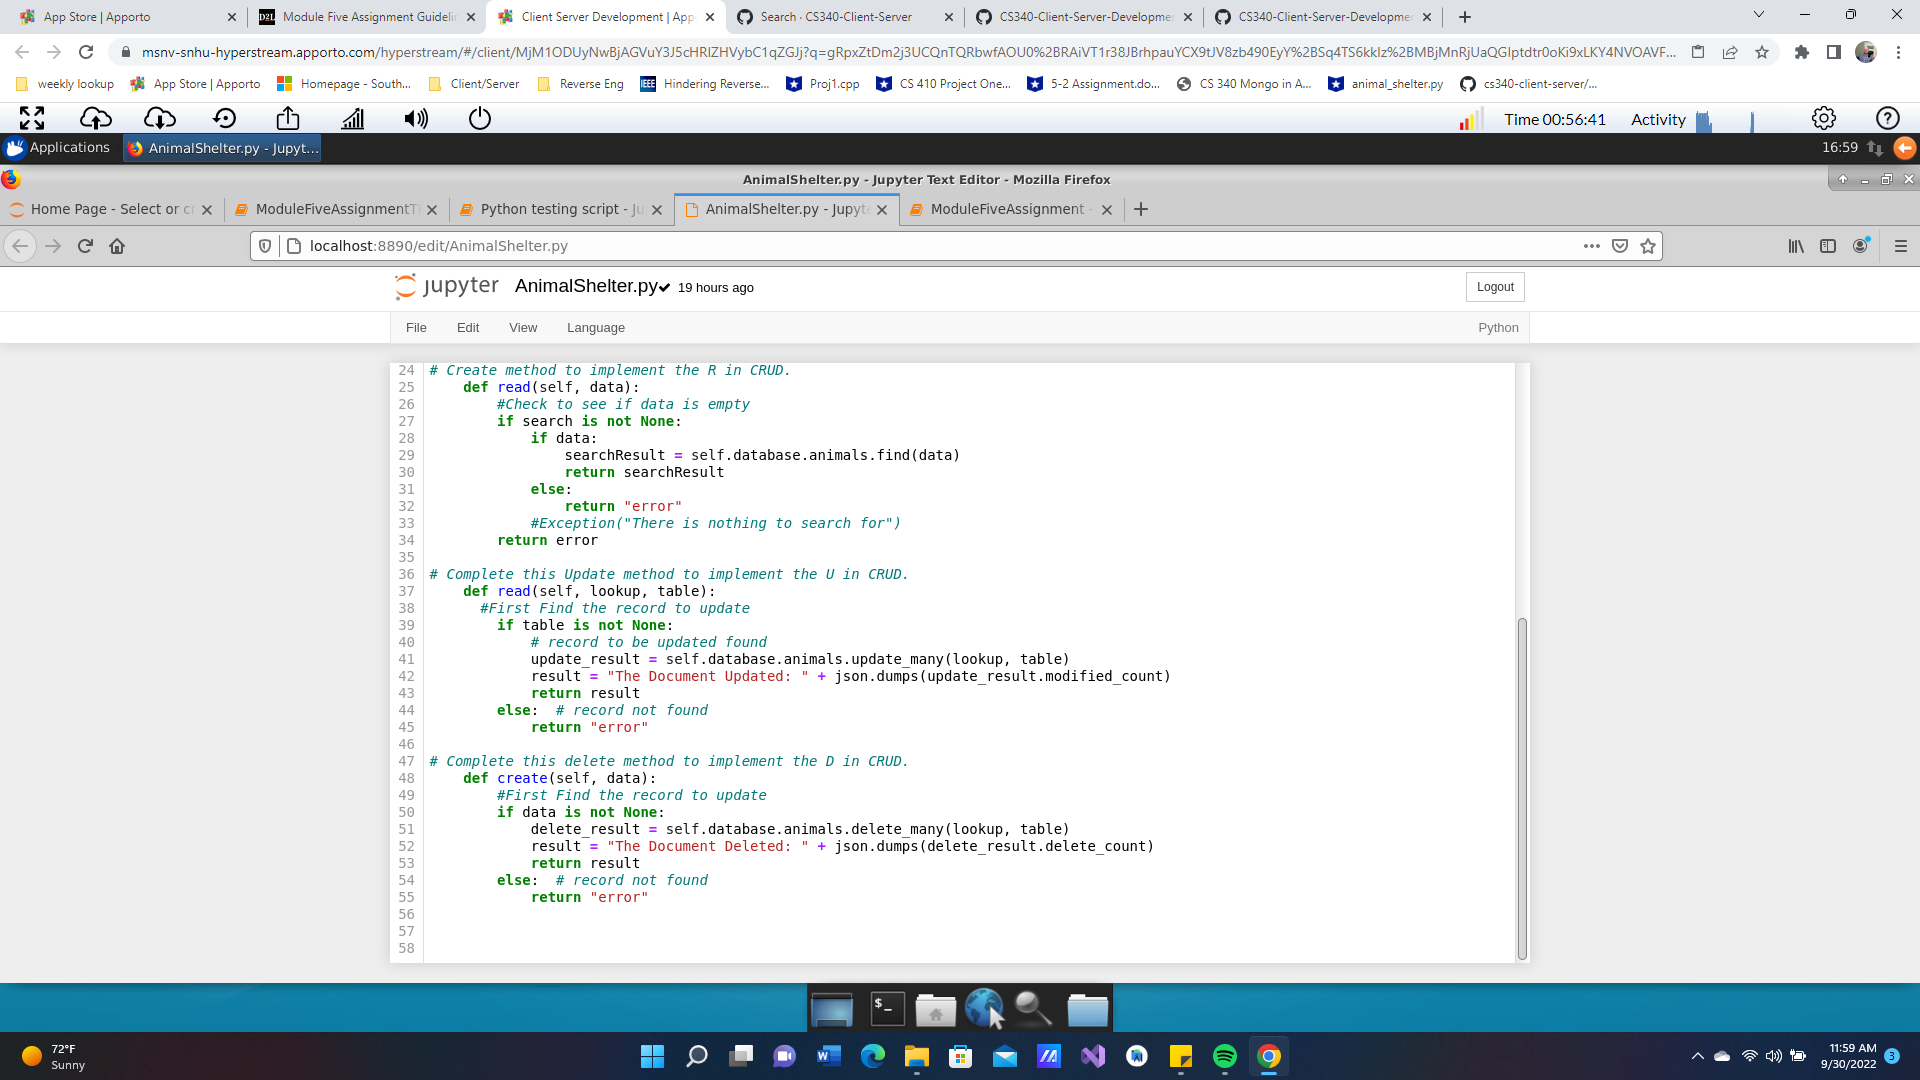 App Store | Apporto
Module Five Assignment Guidelin
Client Server Development | App
Search · CS340-Client-Server
CS340-Client-Server-Developme
CS340-Client-Server-Developme
weekly lookup
App Store | Apporto
Homepage - South...
Client/Server
Reverse Eng
Hindering Reverse...
Proj1.cpp
CS 410 Project One...
5-2 Assignment.do...
CS 340 Mongo in A...
animal_shelter.py
cs340-client-server/...
Time 00:56:41
Activity
Applications
AnimalShelter.py - Jupyt...
16:59
AnimalShelter.py - Jupyter Text Editor - Mozilla Firefox
Home Page - Select or cr
ModuleFiveAssignmentT
Python testing script - Ju
AnimalShelter.py - Jupyte
ModuleFiveAssignment -
localhost:8890/edit/AnimalShelter.py
jupyter
AnimalShelter.py
19 hours ago
Logout
File
Edit
View
Language
Python
24 # Create method to implement the R in CRUD.
25 def read(self, data):
26 #Check to see if data is empty
27 if search is not None:
28 if data:
29 searchResult = self.database.animals.find(data)
30 return searchResult
31 else:
32 return "error"
33 #Exception("There is nothing to search for")
34 return error
35
36 # Complete this Update method to implement the U in CRUD.
37 def read(self, lookup, table):
38 #First Find the record to update
39 if table is not None:
40 # record to be updated found
41 update_result = self.database.animals.update_many(lookup, table)
42 result = "The Document Updated: " + json.dumps(update_result.modified_count)
43 return result
44 else: # record not found
45 return "error"
46
47 # Complete this delete method to implement the D in CRUD.
48 def create(self, data):
49 #First Find the record to update
50 if data is not None:
51 delete_result = self.database.animals.delete_many(lookup, table)
52 result = "The Document Deleted: " + json.dumps(delete_result.delete_count)
53 return result
54 else: # record not found
55 return "error"
56
57
58
72°F
Sunny
11:59 AM
9/30/2022
3